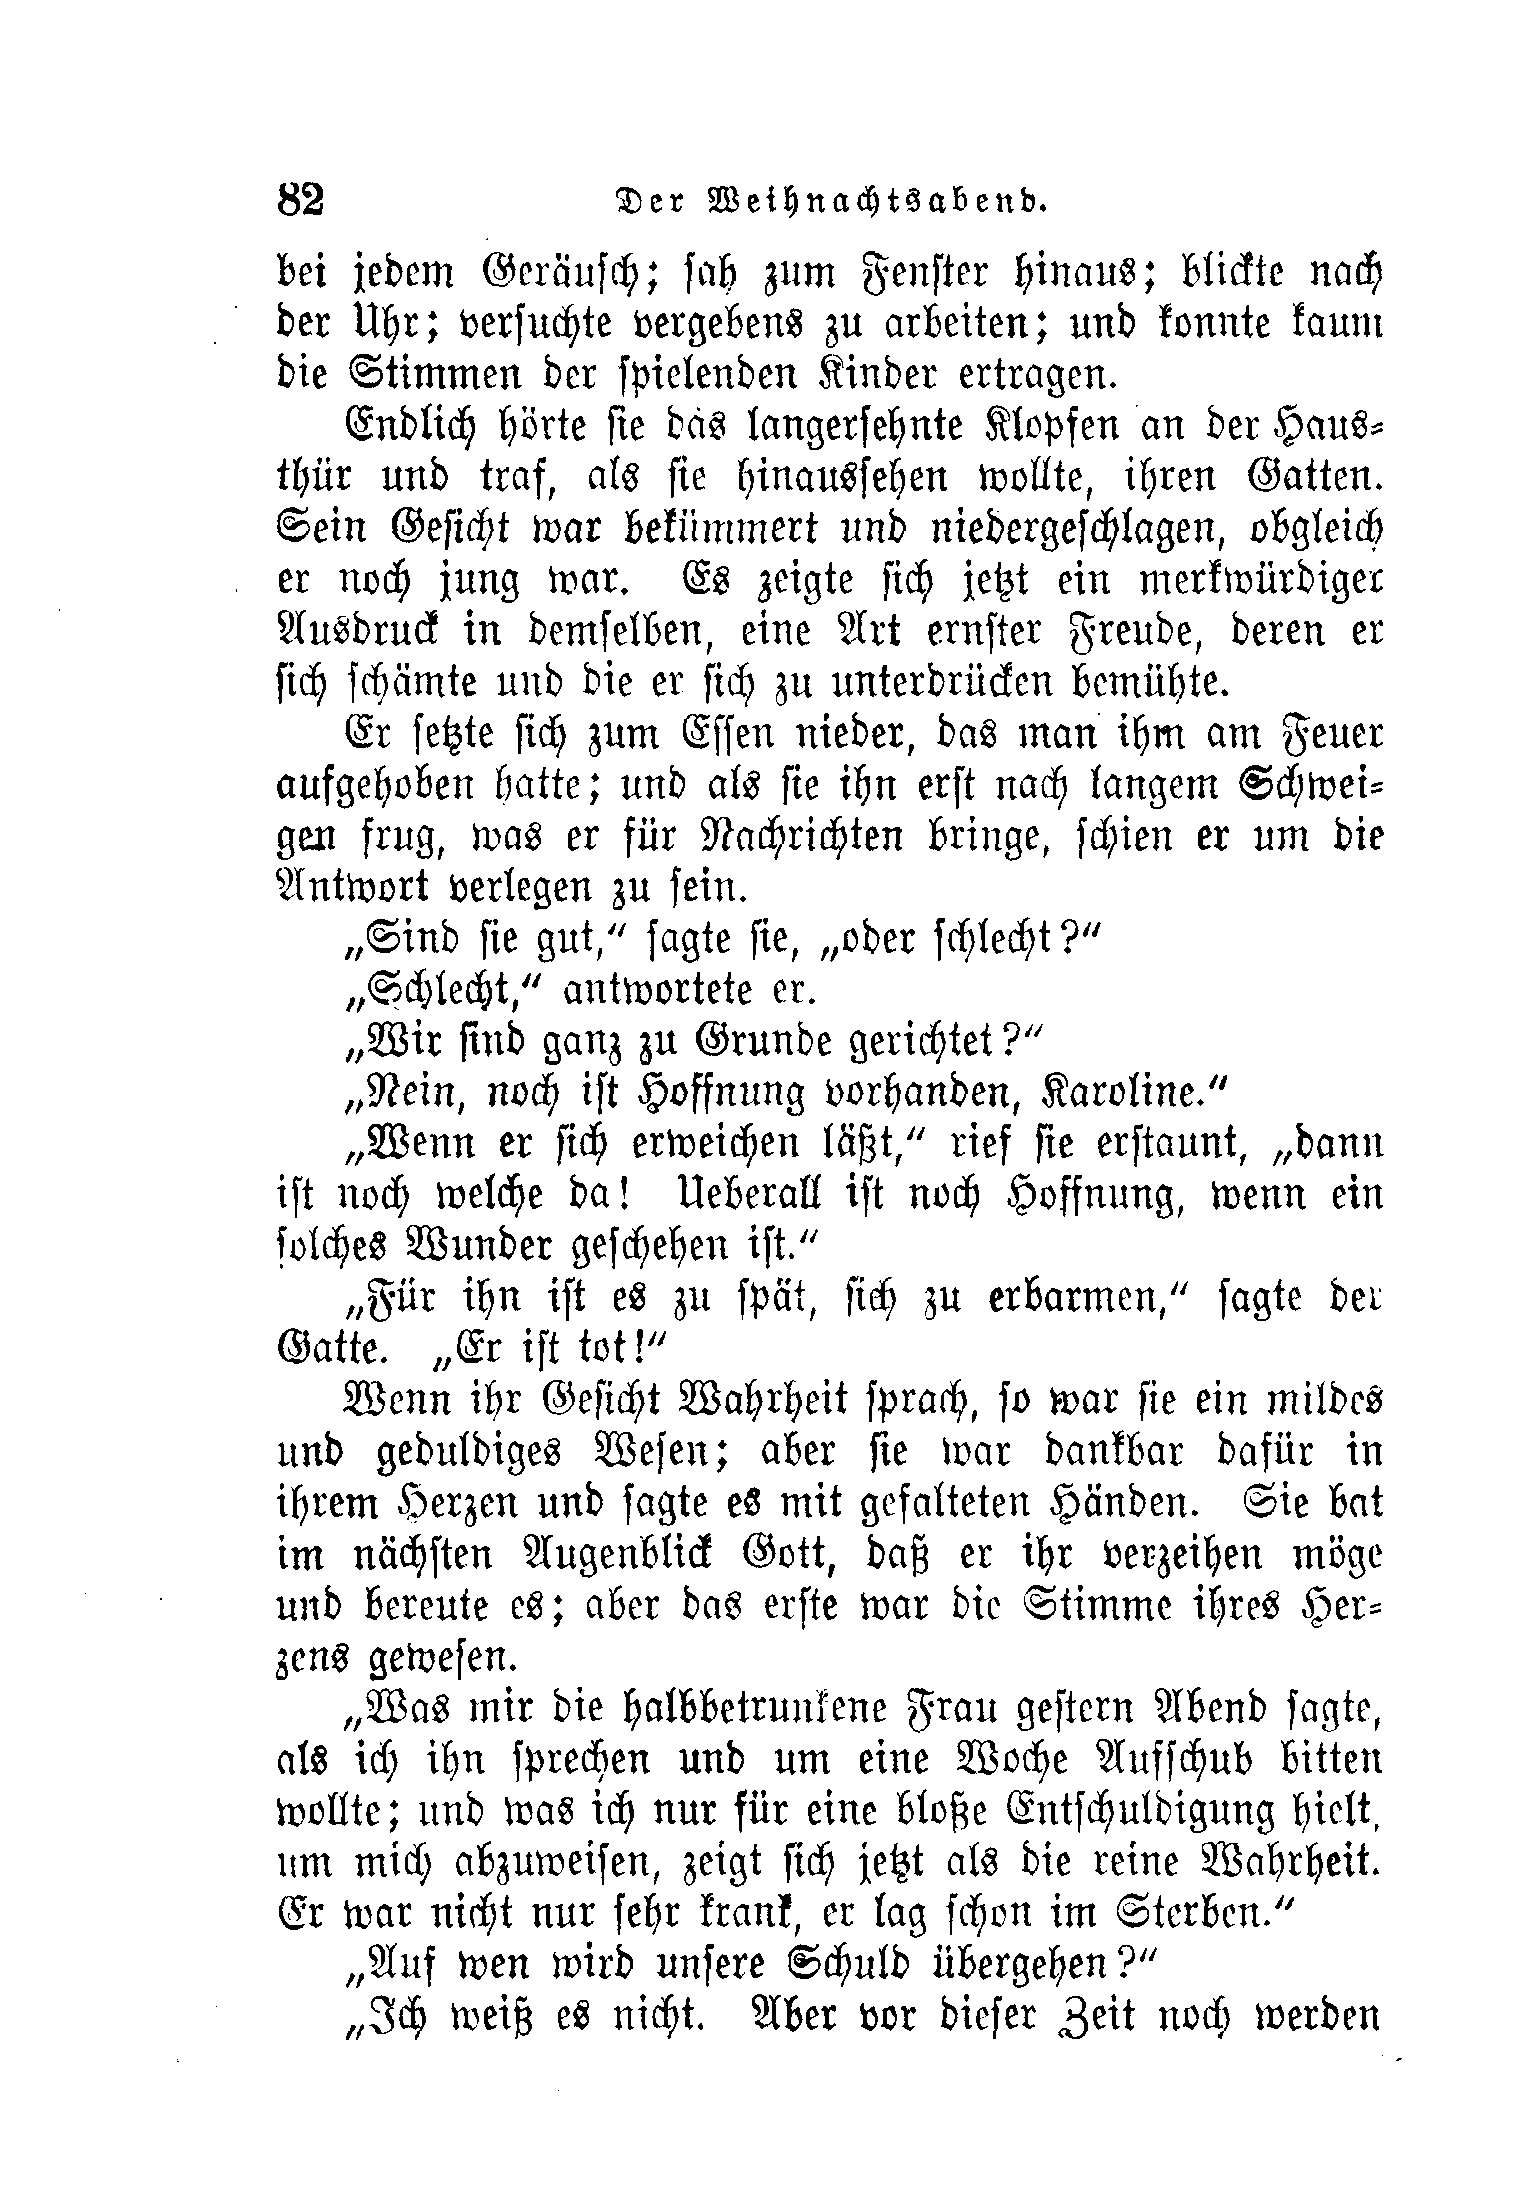 82 Der Weihnachtsabend.
bei jedem Geräusch; sah zum Fenster hinaus; blickte nach
der Uhr; versuchte vergebens zu arbeiten; und konnte kaum
die Stimmen der spielenden Kinder ertragen.
Endlich hörte sie das langersehnte Klopfen an der Haus-
thür und traf, als sie hinaussehen wollte, ihren Gatten.
Sein Gesicht war bekümmert und niedergeschlagen, obgleich
er noch jung war. Es zeigte sich jetzt ein merkwürdiger
Ausdruck in demselben, eine Art ernster Freude, deren er
sich schämte und die er sich zu unterdrücken bemühte.
Er setzte sich zum Essen nieder, das man ihm am Feuer
aufgehoben hatte; und als sie ihn erst nach langem Schwei-
gen frug, was er für Nachrichten bringe, schien er um die
Antwort verlegen zu sein.
„Sind sie gut,“ sagte sie, „oder schlecht?“
„Schlecht,“ antwortete er.
„Wir sind ganz zu Grunde gerichtet?“
„Nein, noch ist Hoffnung vorhanden, Karoline.“
„Wenn er sich erweichen läßt,“ rief sie erstaunt, „dann
ist noch welche da! Ueberall ist noch Hoffnung, wenn ein
solches Wunder geschehen ist.“
„Für ihn ist es zu spät, sich zu erbarmen,“ sagte der
Gatte. „Er ist tot!“
Wenn ihr Gesicht Wahrheit sprach, so war sie ein mildes
und geduldiges Wesen; aber sie war dankbar dafür in
ihrem Herzen und sagte es mit gefalteten Händen. Sie bat
im nächsten Augenblick Gott, daß er ihr verzeihen möge
und bereute es; aber das erste war die Stimme ihres Her-
zens gewesen.
„Was mir die halbbetrunkene Frau gestern Abend sagte,
als ich ihn sprechen und um eine Woche Aufschub bitten
wollte; und was ich nur für eine bloße Entschuldigung hielt,
um mich abzuweisen, zeigt sich jetzt als die reine Wahrheit.
Er war nicht nur sehr krank, er lag schon im Sterben.“
„Auf wen wird unsere Schuld übergehen?“
„Ich weiß es nicht. Aber vor dieser Zeit noch werden